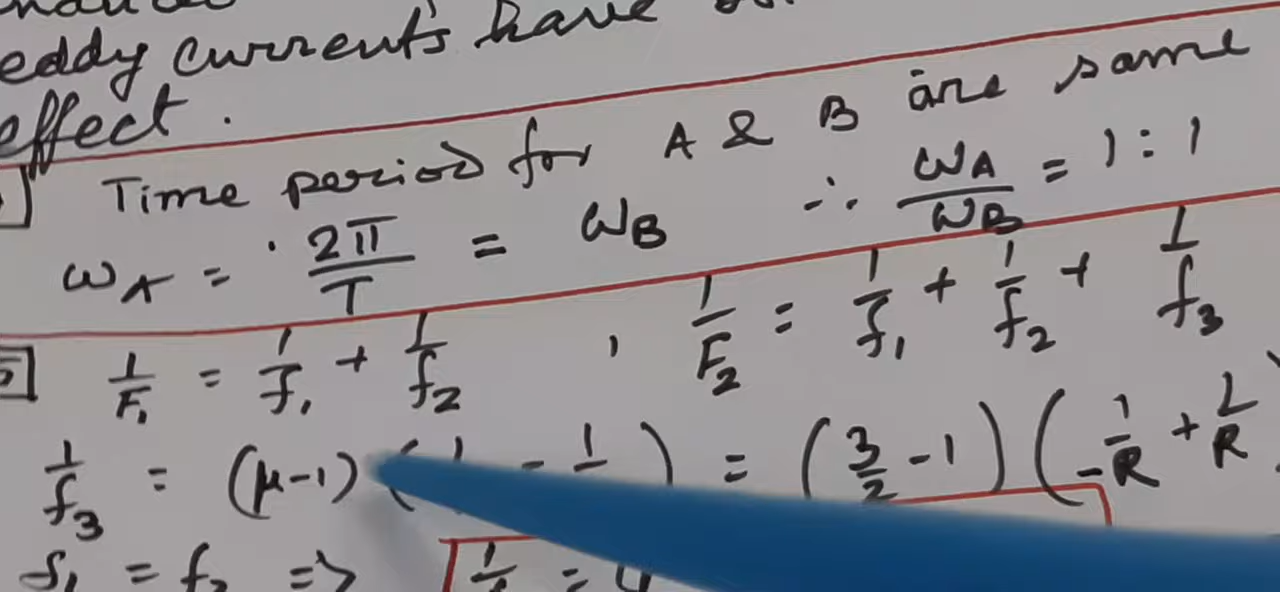 eddy currents have
effect.
Time period for A & B are same
ωA = 2π/T = ωB ∴ ωA/ωB = 1 : 1
5] 1/F₁ = 1/f₁ + 1/f₂ , 1/F₂ = 1/f₁ + 1/f₂ + 1/f₃
1/f₃ = (μ-1) ( - 1/ ) = (3/2 - 1) (1/-R + 1/R
f₁ = f₂ =>